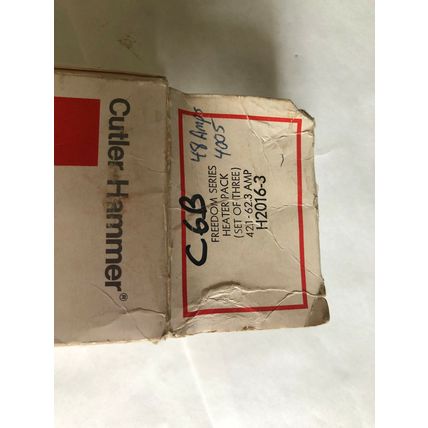 Cutler-Hammer®
48 Amps
4005
C6B
FREEDOM SERIES
HEATER PACK
(SET OF THREE)
42.1-62.3 AMP
H2016-3